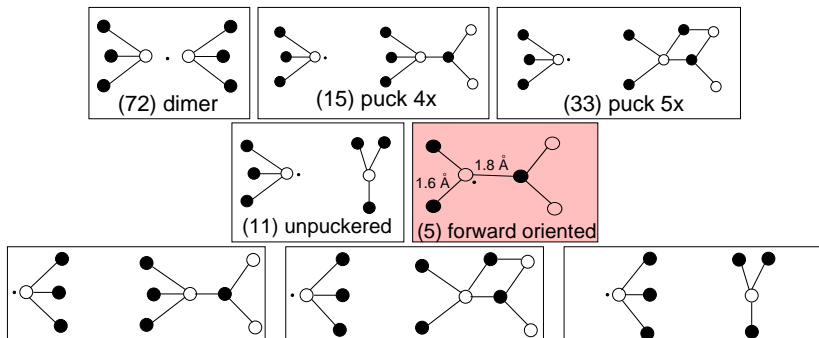 (72) dimer
(15) puck 4x
(33) puck 5x
1.8 Å
1.6 Å
(11) unpuckered
(5) forward oriented